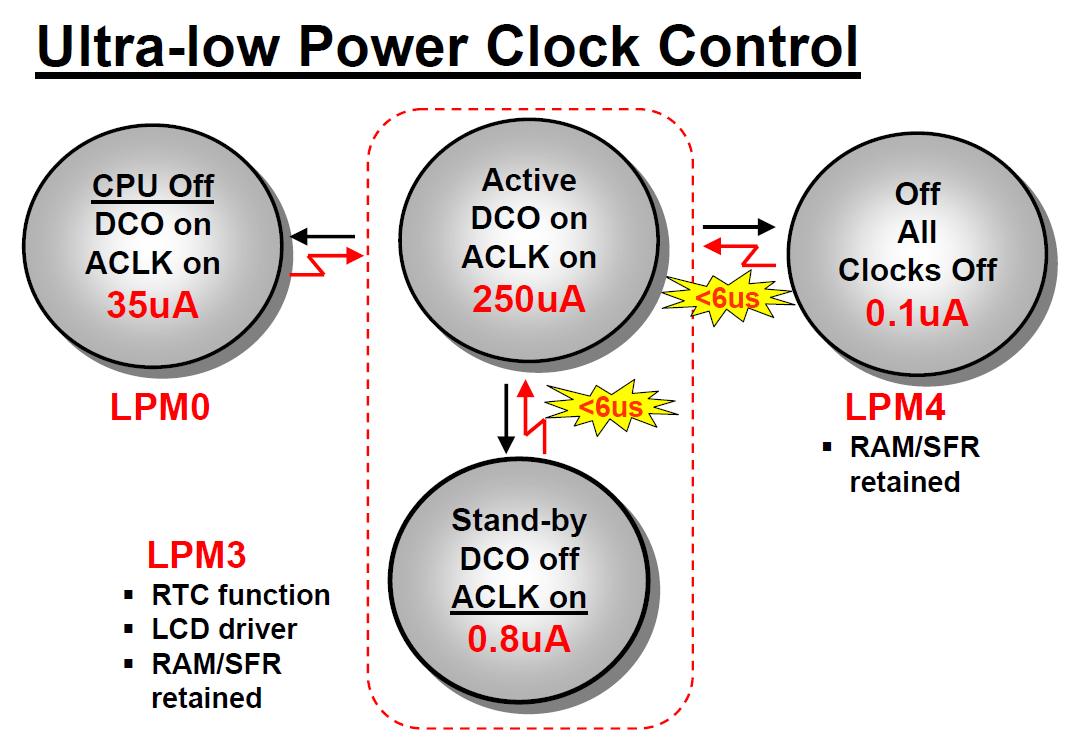 Ultra-low Power Clock Control
CPU Off
DCO on
ACLK on
35uA
LPM0
Active
DCO on
ACLK on
250uA
<6us
Off
All
Clocks Off
0.1uA
LPM4
▪ RAM/SFR
retained
<6us
Stand-by
DCO off
ACLK on
0.8uA
LPM3
▪ RTC function
▪ LCD driver
▪ RAM/SFR
retained